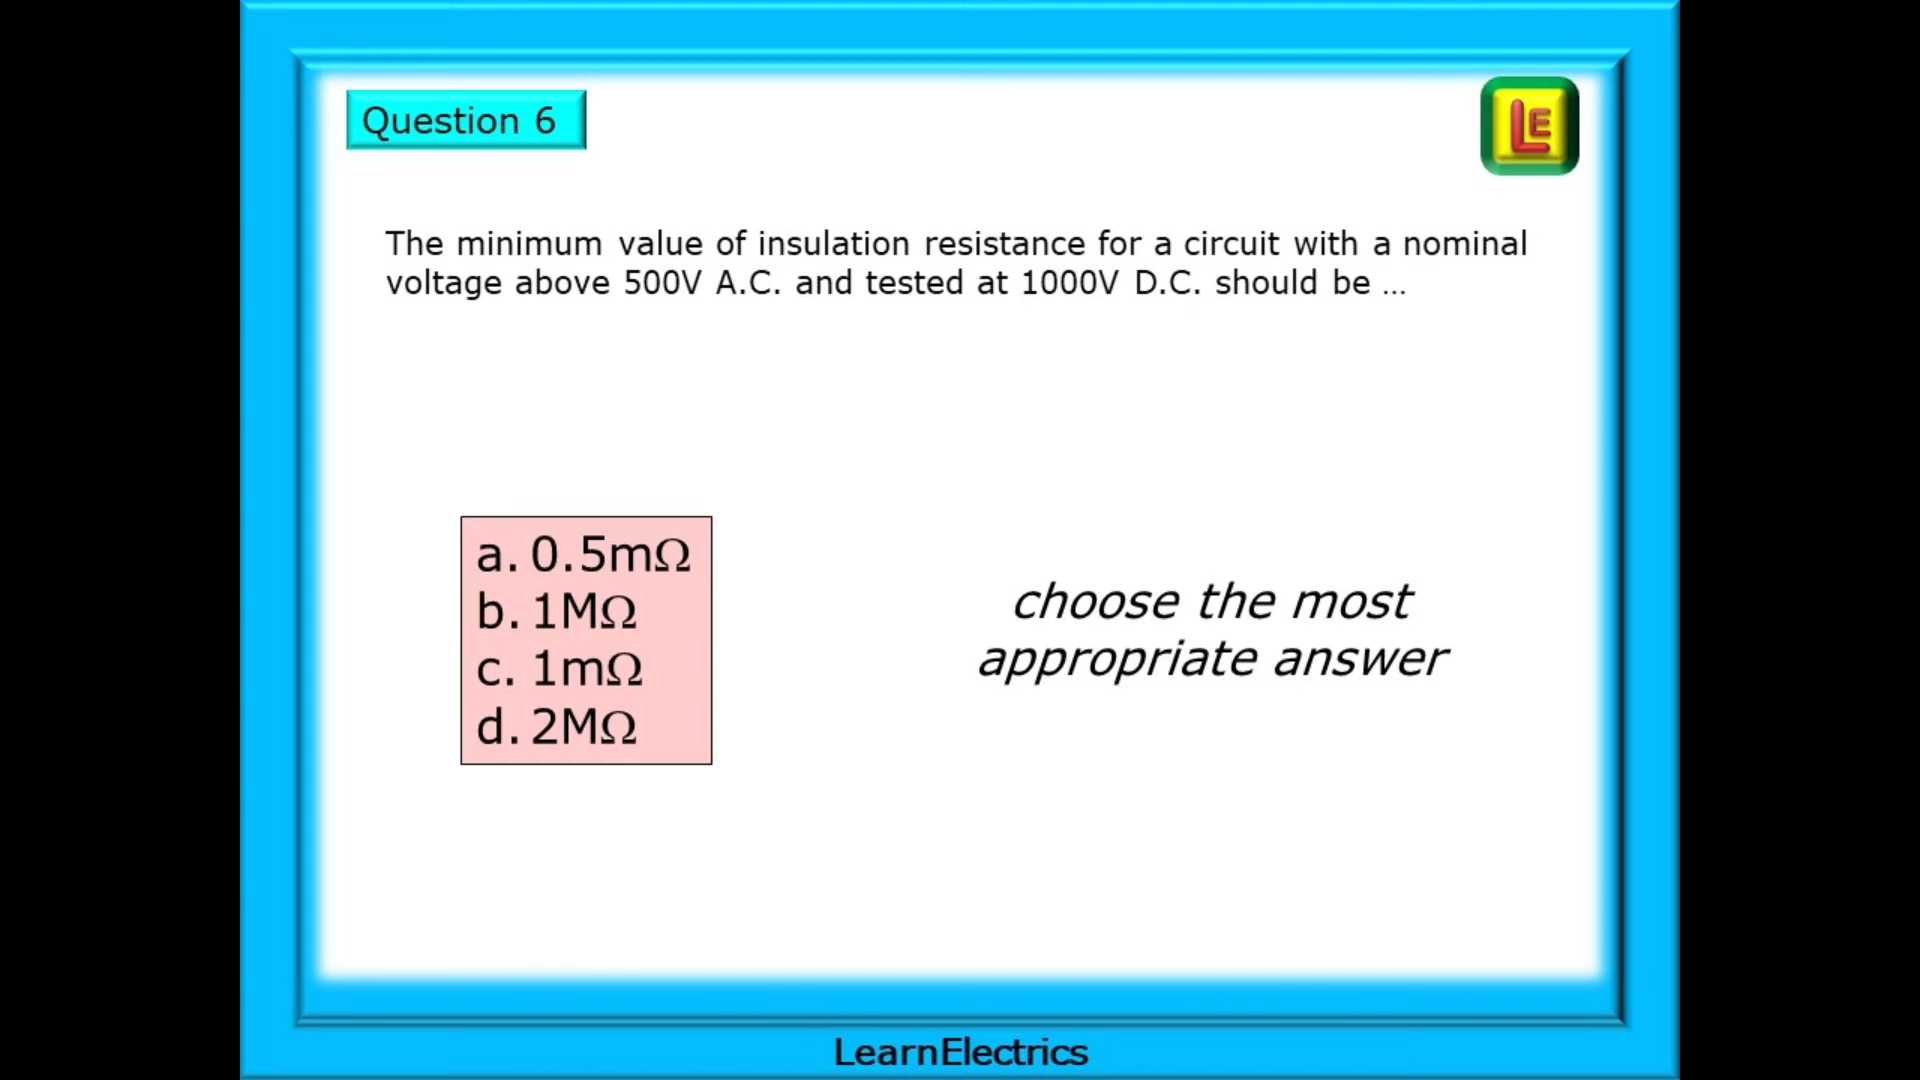 Question 6
LE
The minimum value of insulation resistance for a circuit with a nominal
voltage above 500V A.C. and tested at 1000V D.C. should be ...
a. 0.5mΩ
b. 1MΩ
c. 1mΩ
d. 2MΩ
choose the most
appropriate answer
LearnElectrics